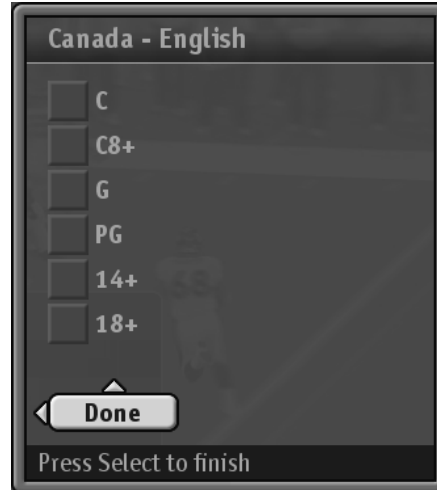 Canada - English
C
C8+
G
PG
14+
18+
Done
Press Select to finish